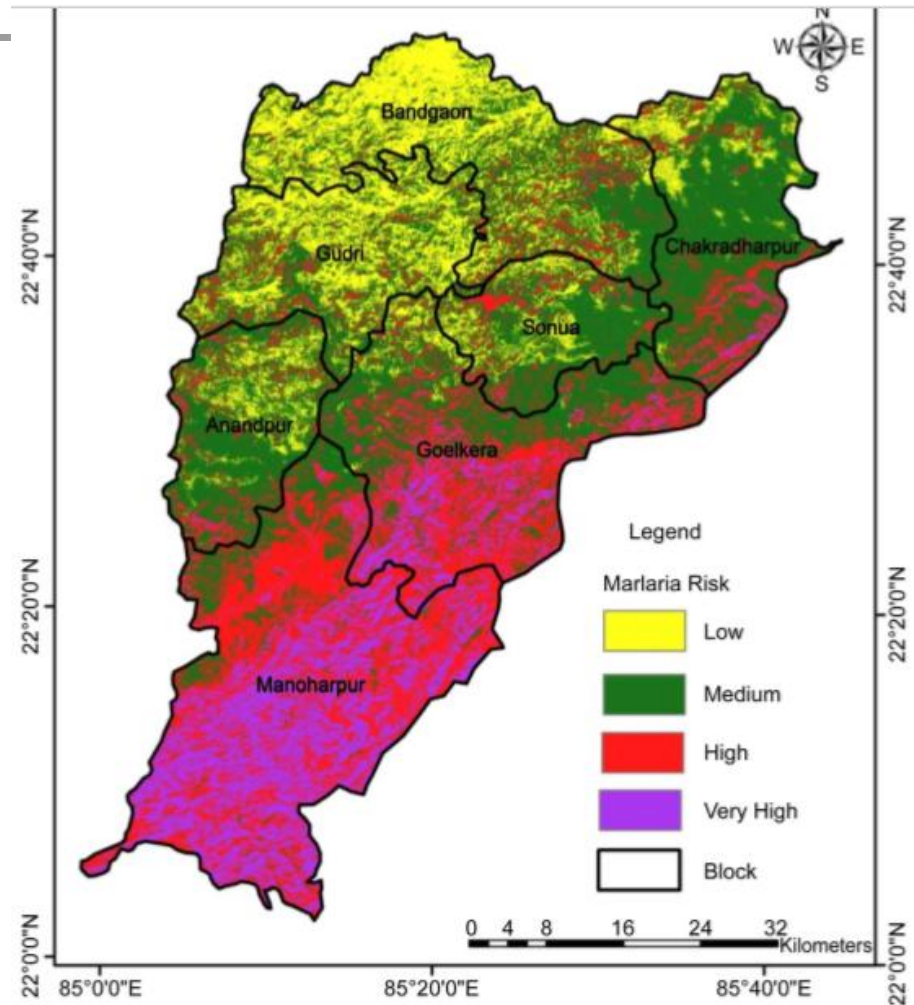 N
W E
S
Bandgaon
Gudri
Chakradharpur
Sonua
Anandpur
Goelkera
Manoharpur
Legend
Marlaria Risk
Low
Medium
High
Very High
Block
0 4 8 16 24 32
Kilometers
22°40'0"N
22°20'0"N
22°0'0"N
22°40'0"N
22°20'0"N
22°0'0"N
85°0'0"E
85°20'0"E
85°40'0"E